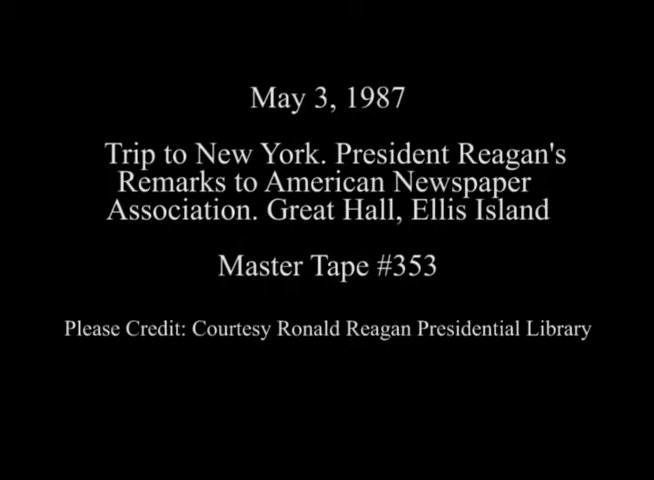 May 3, 1987
Trip to New York. President Reagan's
Remarks to American Newspaper
Association. Great Hall, Ellis Island
Master Tape #353
Please Credit: Courtesy Ronald Reagan Presidential Library